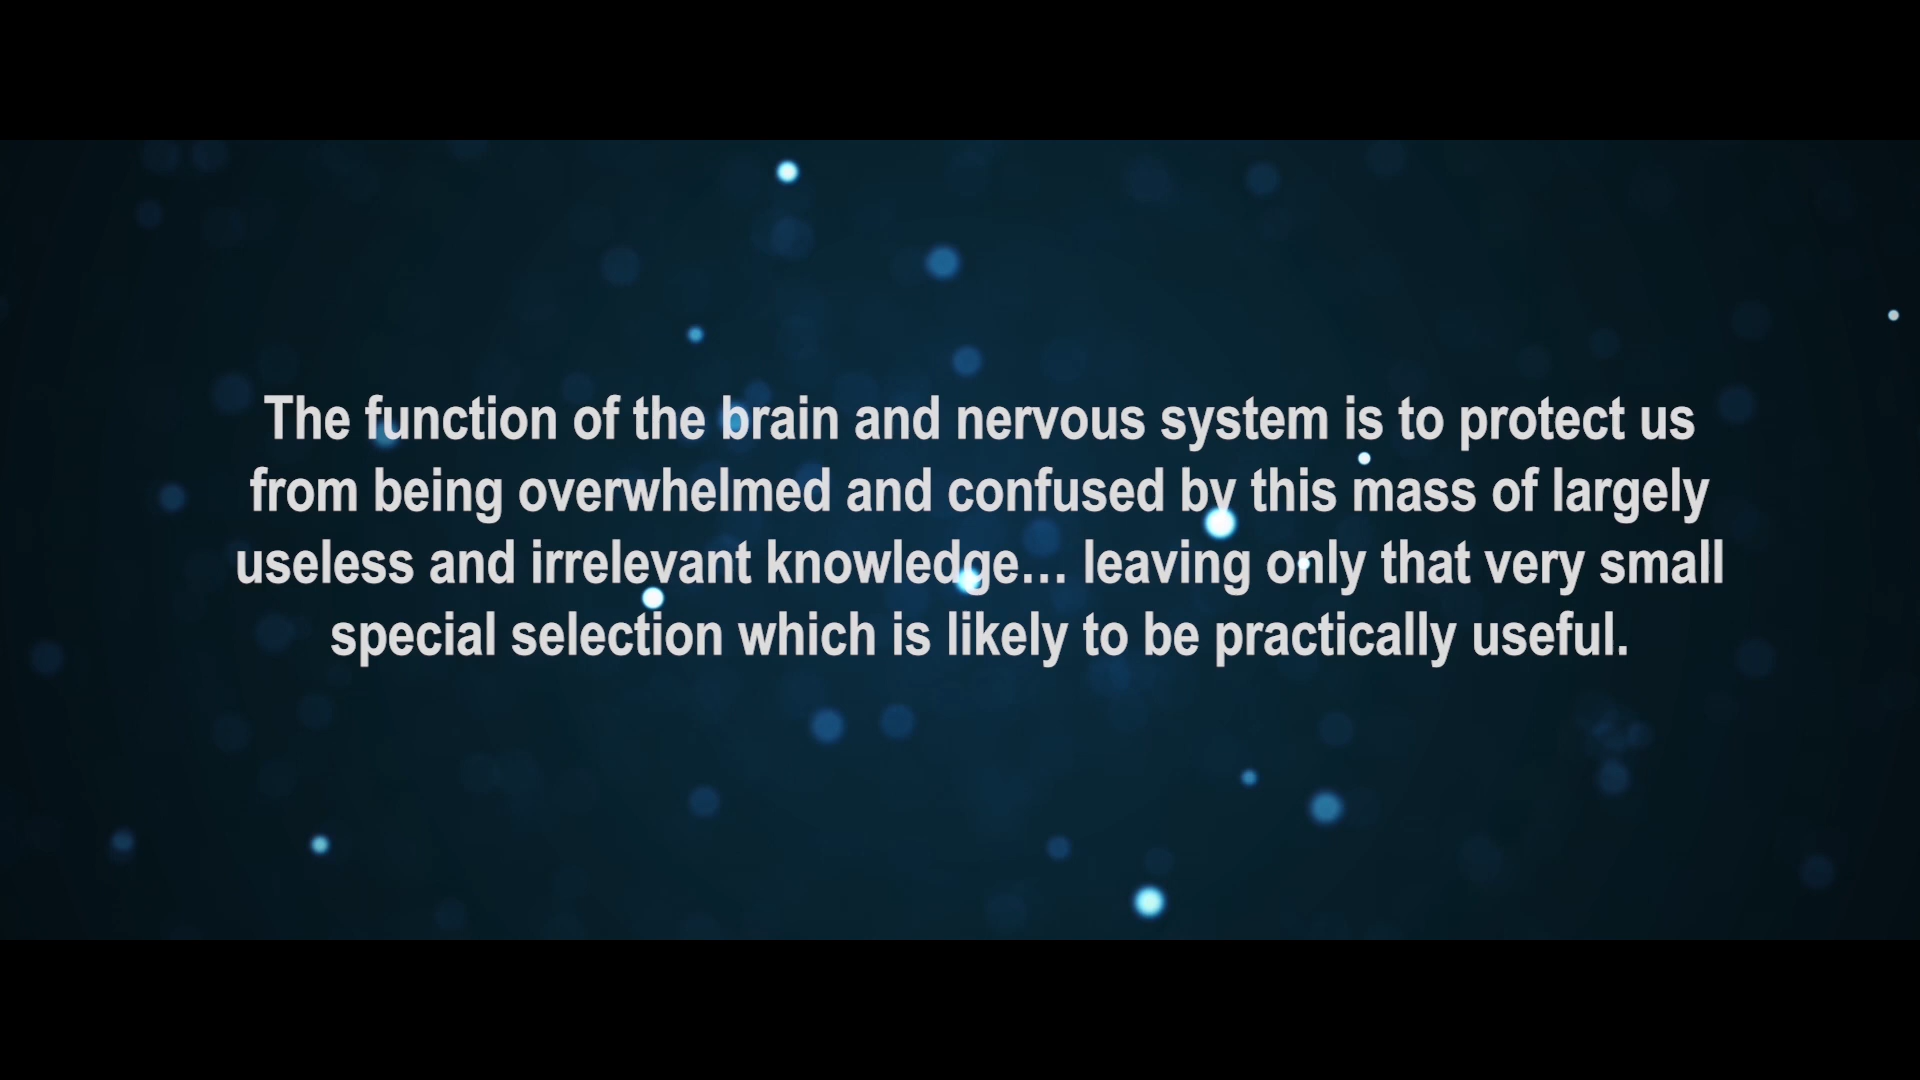 The function of the brain and nervous system is to protect us
from being overwhelmed and confused by this mass of largely
useless and irrelevant knowledge… leaving only that very small
special selection which is likely to be practically useful.